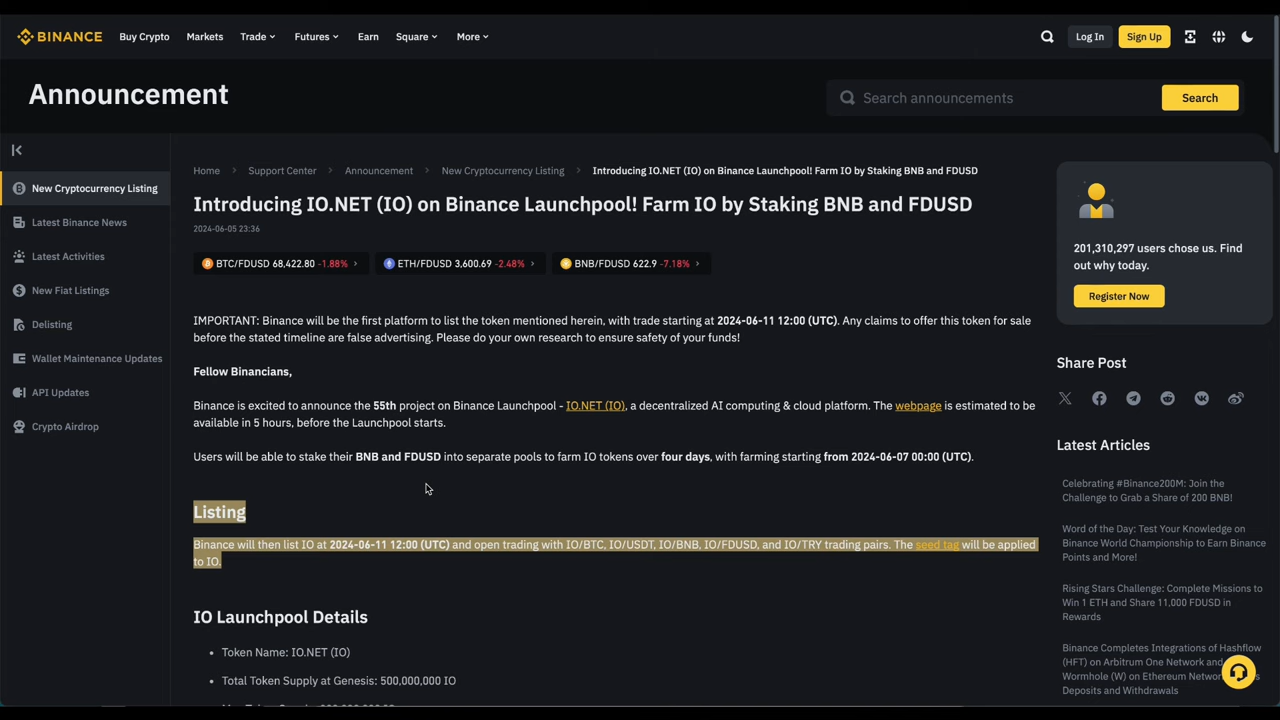 BINANCE
Buy Crypto
Markets
Trade
Futures
Earn
Square
More
Log In
Sign Up
Announcement
Search announcements
Search
New Cryptocurrency Listing
Latest Binance News
Latest Activities
New Fiat Listings
Delisting
Wallet Maintenance Updates
API Updates
Crypto Airdrop
Home
Support Center
Announcement
New Cryptocurrency Listing
Introducing IO.NET (IO) on Binance Launchpool! Farm IO by Staking BNB and FDUSD
Introducing IO.NET (IO) on Binance Launchpool! Farm IO by Staking BNB and FDUSD
2024-06-05 23:36
BTC/FDUSD 68,422.80 -1.88%
ETH/FDUSD 3,600.69 -2.48%
BNB/FDUSD 622.9 -7.18%
IMPORTANT: Binance will be the first platform to list the token mentioned herein, with trade starting at 2024-06-11 12:00 (UTC). Any claims to offer this token for sale
before the stated timeline are false advertising. Please do your own research to ensure safety of your funds!
Fellow Binancians,
Binance is excited to announce the 55th project on Binance Launchpool - IO.NET (IO), a decentralized AI computing & cloud platform. The webpage is estimated to be
available in 5 hours, before the Launchpool starts.
Users will be able to stake their BNB and FDUSD into separate pools to farm IO tokens over four days, with farming starting from 2024-06-07 00:00 (UTC).
Listing
Binance will then list IO at 2024-06-11 12:00 (UTC) and open trading with IO/BTC, IO/USDT, IO/BNB, IO/FDUSD, and IO/TRY trading pairs. The seed tag will be applied
to IO.
IO Launchpool Details
Token Name: IO.NET (IO)
Total Token Supply at Genesis: 500,000,000 IO
201,310,297 users chose us. Find
out why today.
Register Now
Share Post
Latest Articles
Celebrating #Binance200M: Join the
Challenge to Grab a Share of 200 BNB!
Word of the Day: Test Your Knowledge on
Binance World Championship to Earn Binance
Points and More!
Rising Stars Challenge: Complete Missions to
Win 1 ETH and Share 11,000 FDUSD in
Rewards
Binance Completes Integrations of Hashflow
(HFT) on Arbitrum One Network and
Wormhole (W) on Ethereum Network
Deposits and Withdrawals